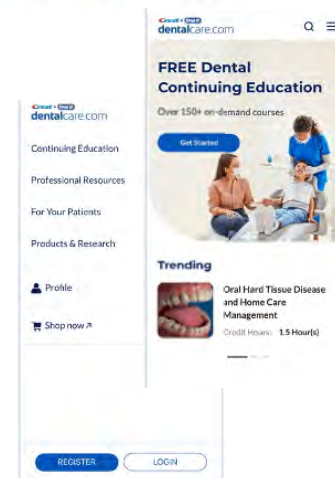 Crest + Oral-B
dentalcare.com
Continuing Education
Professional Resources
For Your Patients
Products & Research
Profile
Shop now
REGISTER
LOGIN
Crest + Oral-B
dentalcare.com
FREE Dental
Continuing Education
Over 150+ on-demand courses
Get Started
Trending
Oral Hard Tissue Disease
and Home Care
Management
Credit Hours: 1.5 Hour(s)